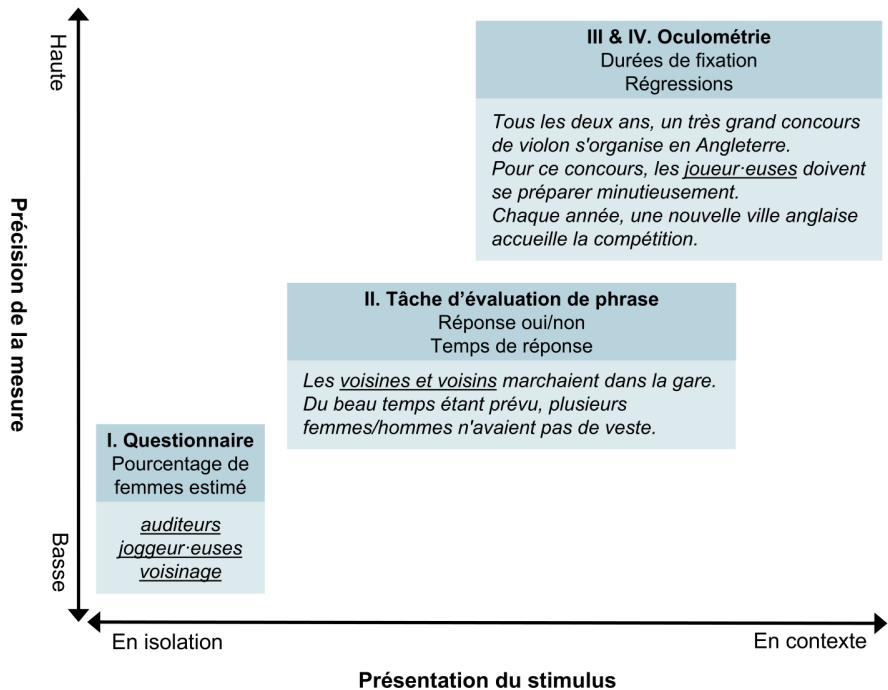 Haute
Précision de la mesure
Basse
III & IV. Oculométrie
Durées de fixation
Régressions
Tous les deux ans, un très grand concours
de violon s'organise en Angleterre.
Pour ce concours, les joueur·euses doivent
se préparer minutieusement.
Chaque année, une nouvelle ville anglaise
accueille la compétition.
II. Tâche d’évaluation de phrase
Réponse oui/non
Temps de réponse
Les voisines et voisins marchaient dans la gare.
Du beau temps étant prévu, plusieurs
femmes/hommes n'avaient pas de veste.
I. Questionnaire
Pourcentage de
femmes estimé
auditeurs
joggeur·euses
voisinage
En isolation
En contexte
Présentation du stimulus